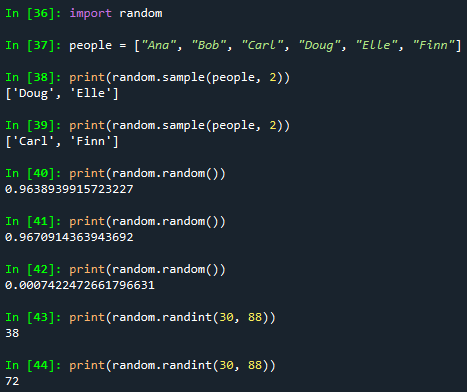 In [36]: import random
In [37]: people = ["Ana", "Bob", "Carl", "Doug", "Elle", "Finn"]
In [38]: print(random.sample(people, 2))
['Doug', 'Elle']
In [39]: print(random.sample(people, 2))
['Carl', 'Finn']
In [40]: print(random.random())
0.9638939915723227
In [41]: print(random.random())
0.9670914363943692
In [42]: print(random.random())
0.0007422472661796631
In [43]: print(random.randint(30, 88))
38
In [44]: print(random.randint(30, 88))
72